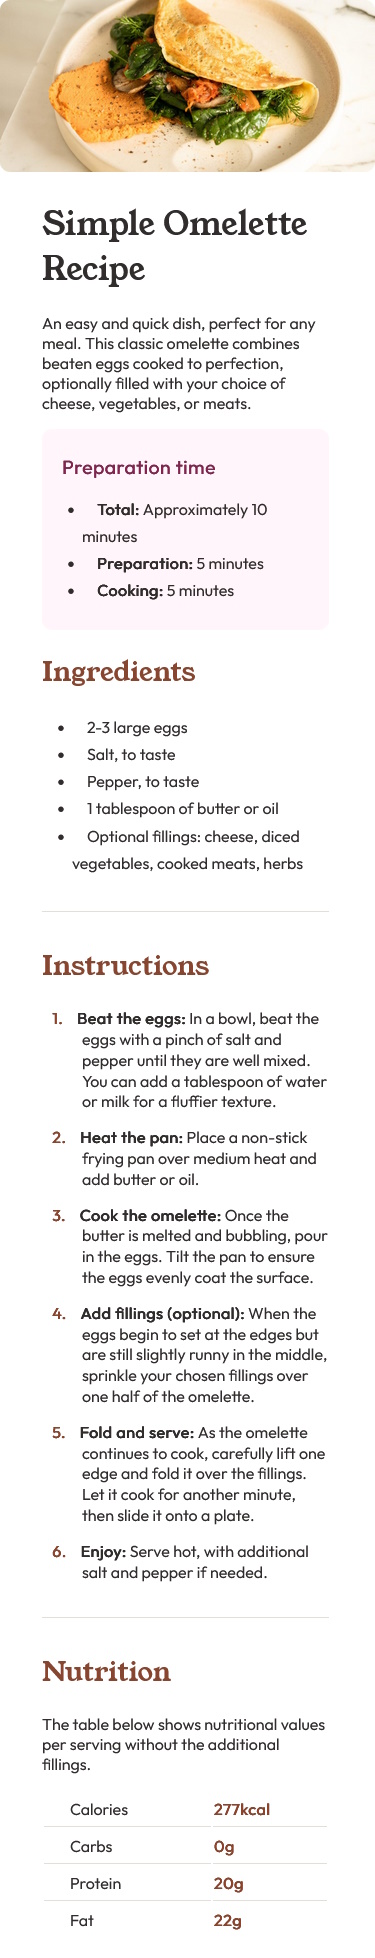 Simple Omelette
Recipe
An easy and quick dish, perfect for any
meal. This classic omelette combines
beaten eggs cooked to perfection,
optionally filled with your choice of
cheese, vegetables, or meats.
Preparation time
• Total: Approximately 10
minutes
• Preparation: 5 minutes
• Cooking: 5 minutes
Ingredients
• 2-3 large eggs
• Salt, to taste
• Pepper, to taste
• 1 tablespoon of butter or oil
• Optional fillings: cheese, diced
vegetables, cooked meats, herbs
Instructions
1. Beat the eggs: In a bowl, beat the
eggs with a pinch of salt and
pepper until they are well mixed.
You can add a tablespoon of water
or milk for a fluffier texture.
2. Heat the pan: Place a non-stick
frying pan over medium heat and
add butter or oil.
3. Cook the omelette: Once the
butter is melted and bubbling, pour
in the eggs. Tilt the pan to ensure
the eggs evenly coat the surface.
4. Add fillings (optional): When the
eggs begin to set at the edges but
are still slightly runny in the middle,
sprinkle your chosen fillings over
one half of the omelette.
5. Fold and serve: As the omelette
continues to cook, carefully lift one
edge and fold it over the fillings.
Let it cook for another minute,
then slide it onto a plate.
6. Enjoy: Serve hot, with additional
salt and pepper if needed.
Nutrition
The table below shows nutritional values
per serving without the additional
fillings.
Calories 277kcal
Carbs 0g
Protein 20g
Fat 22g